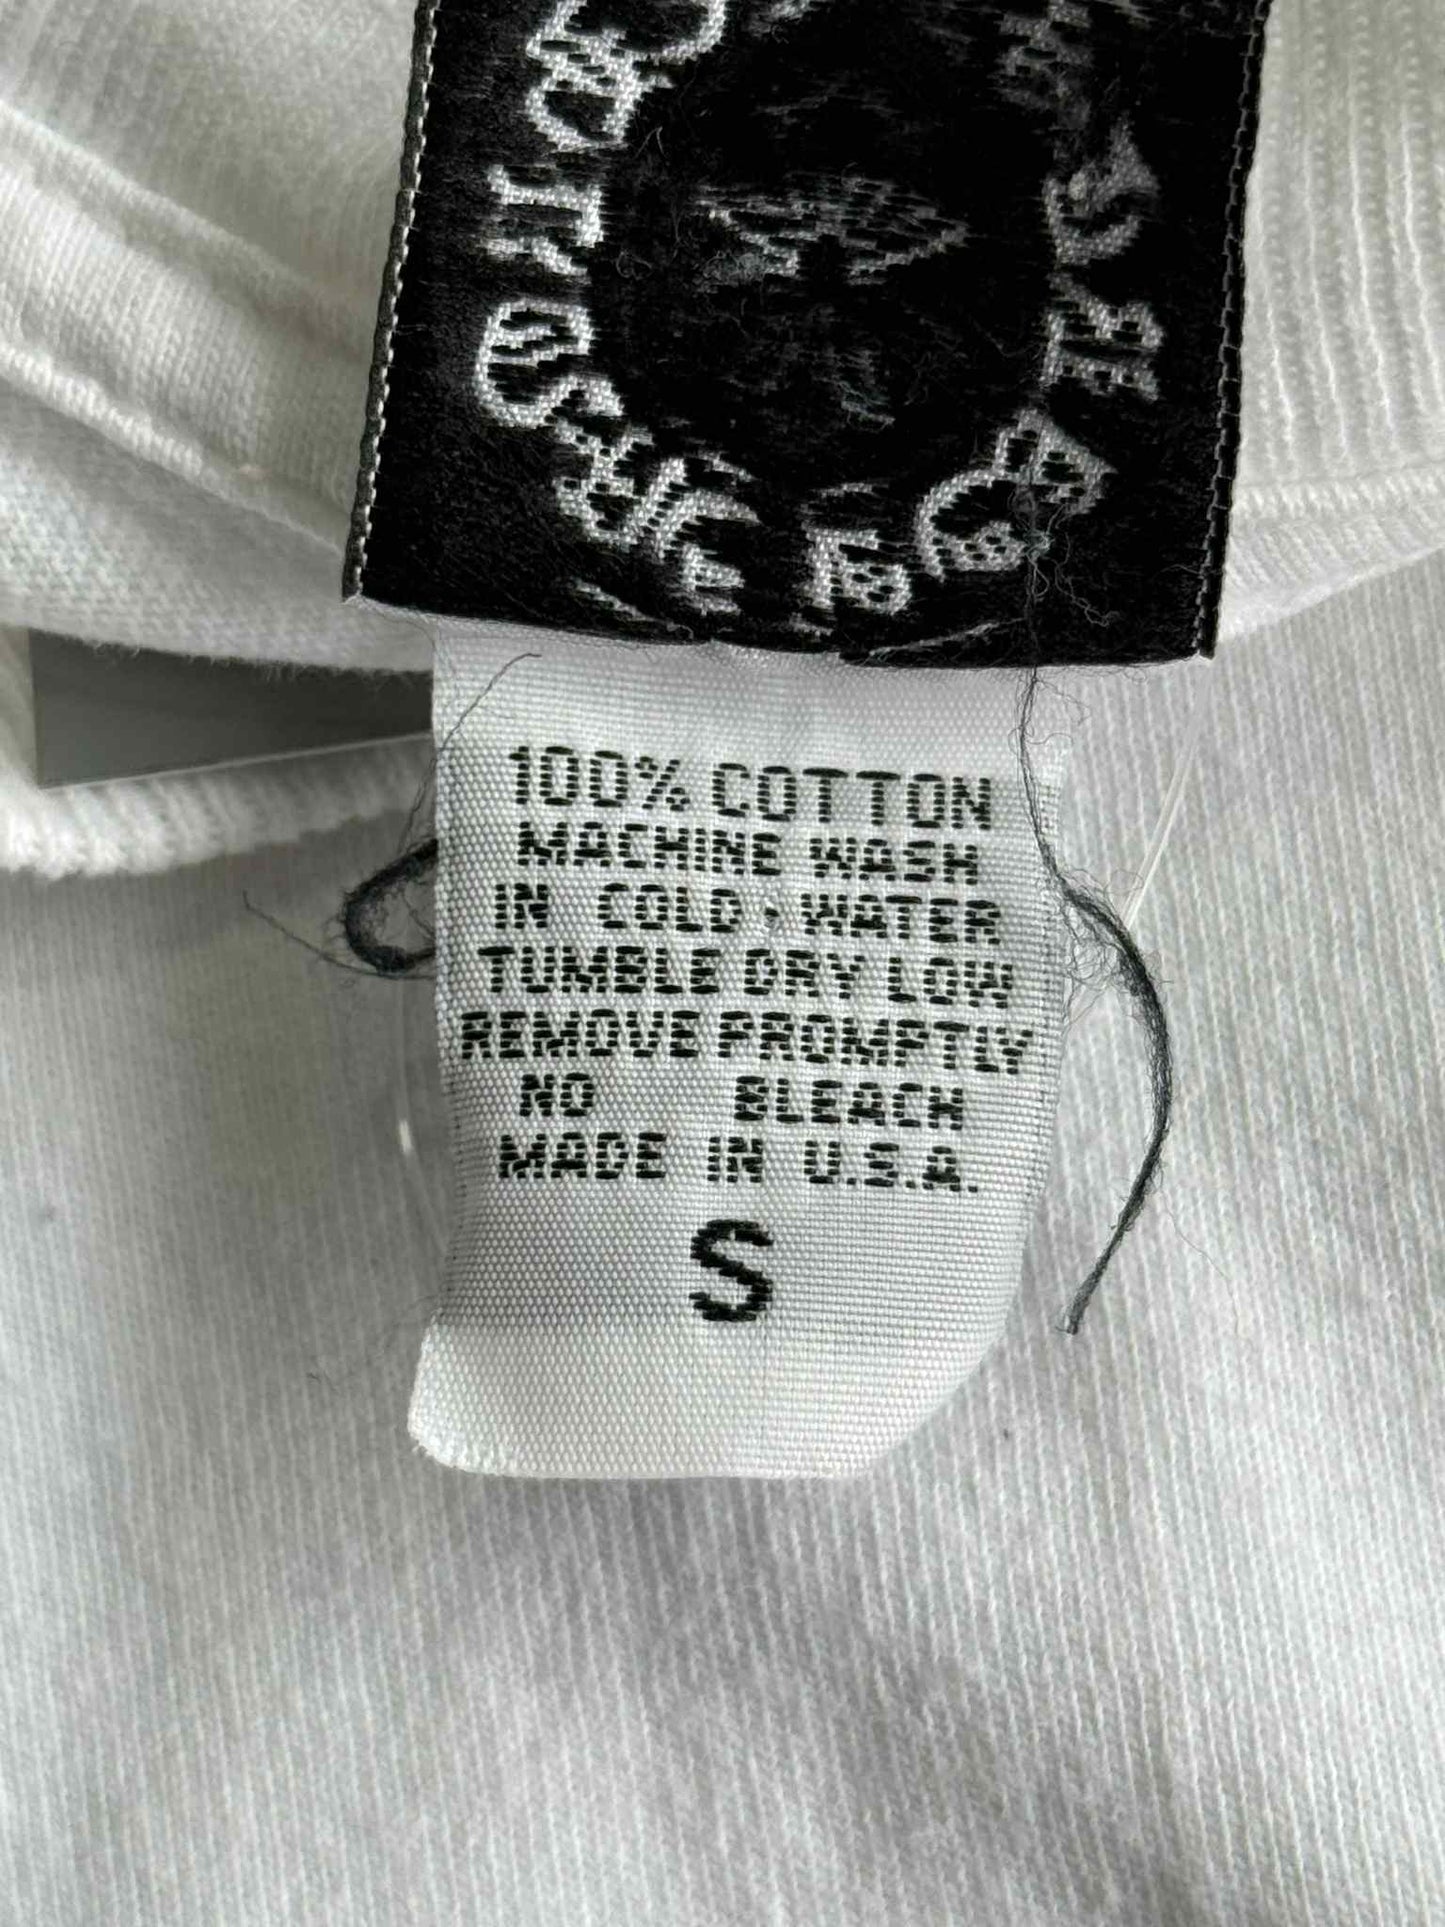 100% COTTON
MACHINE WASH
IN COLD WATER
TUMBLE DRY LOW
REMOVE PROMPTLY
NO BLEACH
MADE IN U.S.A.
S